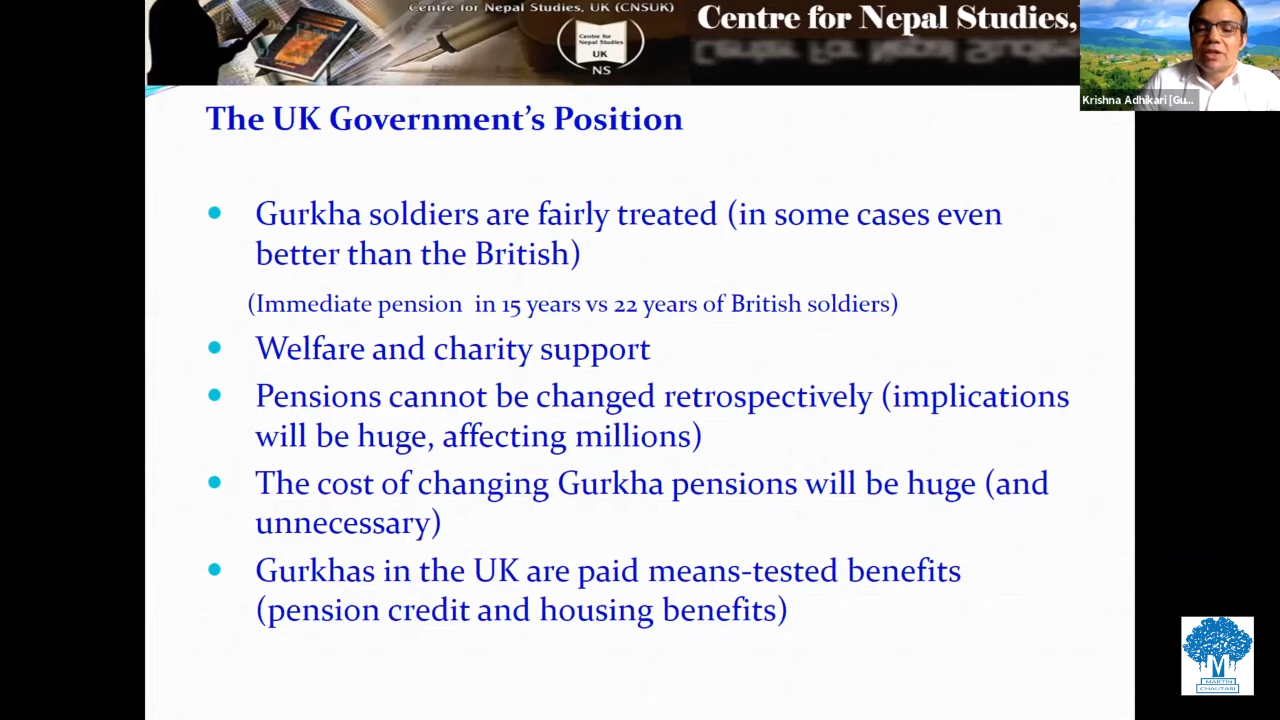 Centre for Nepal Studies, UK (CNSUK)
Centre for Nepal Studies,
Centre for
Nepal Studies
UK
NS
Krishna Adhikari [Gu...
The UK Government's Position
Gurkha soldiers are fairly treated (in some cases even
better than the British)
(Immediate pension in 15 years vs 22 years of British soldiers)
Welfare and charity support
Pensions cannot be changed retrospectively (implications
will be huge, affecting millions)
The cost of changing Gurkha pensions will be huge (and
unnecessary)
Gurkhas in the UK are paid means-tested benefits
(pension credit and housing benefits)
M
MARTIN
CHAUTARI